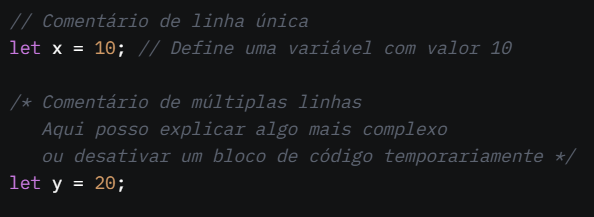 // Comentário de linha única
let x = 10; // Define uma variável com valor 10
/* Comentário de múltiplas linhas
Aqui posso explicar algo mais complexo
ou desativar um bloco de código temporariamente */
let y = 20;